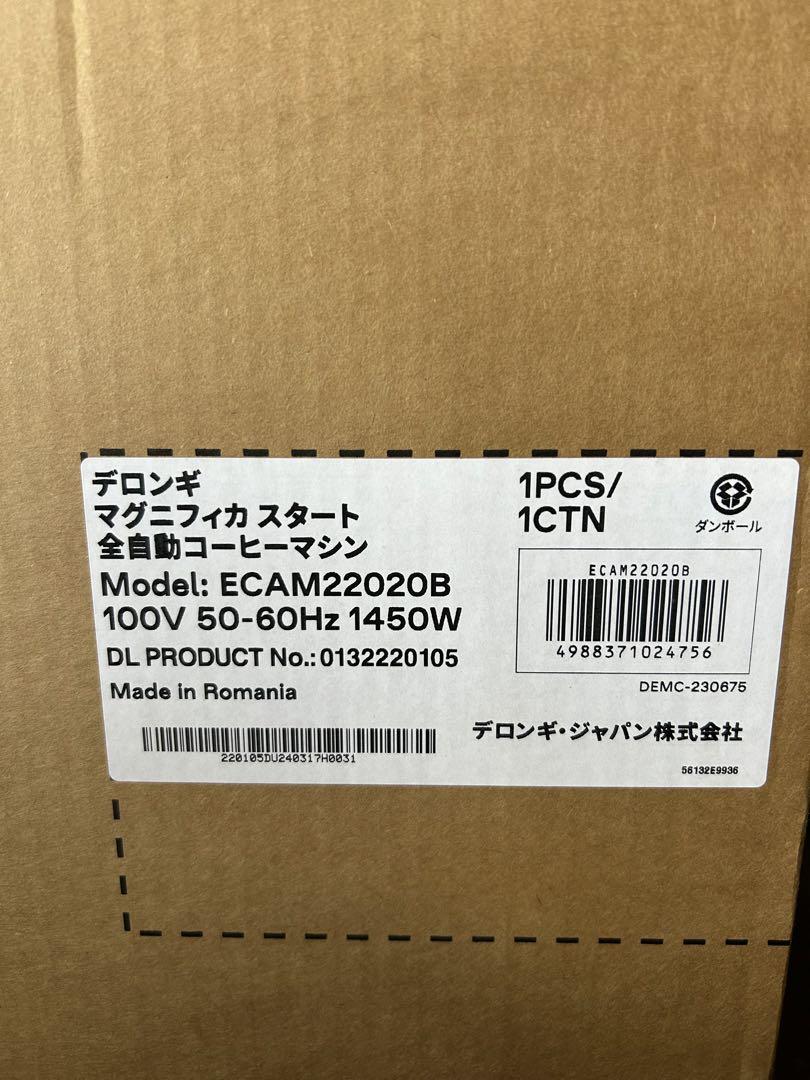 デロンギ
マグニフィカ スタート
全自動コーヒーマシン
Model: ECAM22020B
100V 50-60Hz 1450W
DL PRODUCT No.: 0132220105
Made in Romania
220105DU240317H0031
1PCS/
1CTN
ダンボール
ECAM22020B
4988371024756
DEMC-230675
デロンギ・ジャパン株式会社
56132E9936